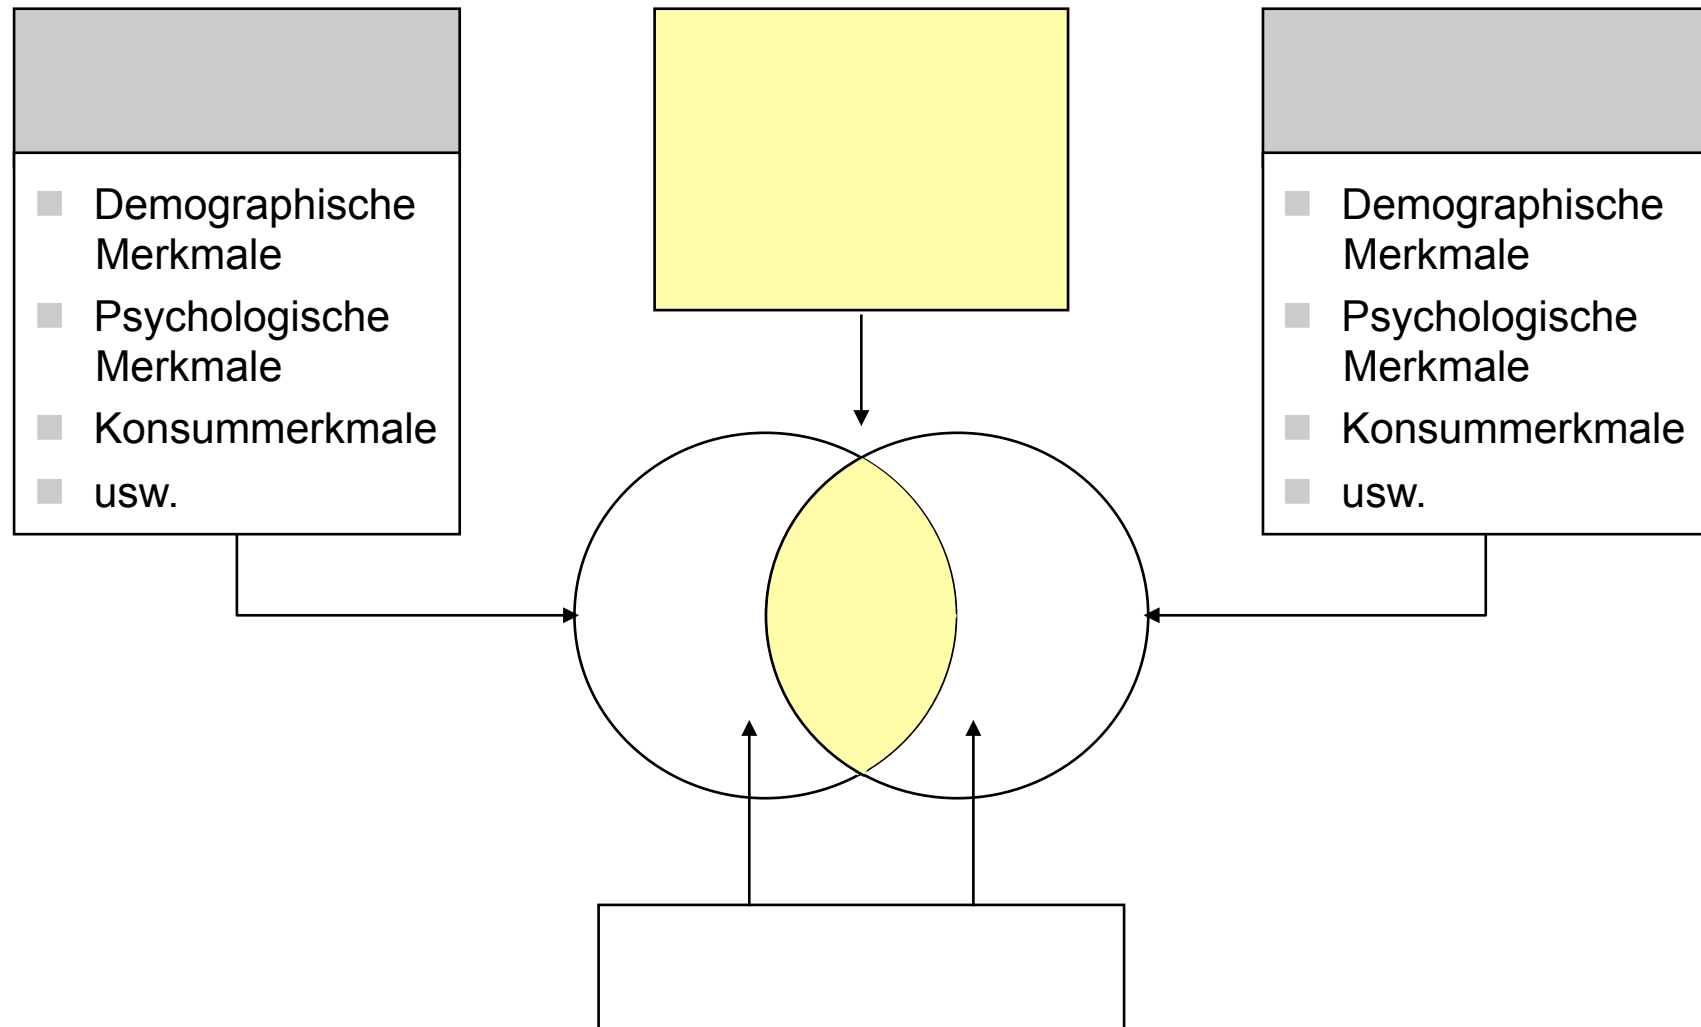 Demographische
Merkmale
Psychologische
Merkmale
Konsummerkmale
usw.
Demographische
Merkmale
Psychologische
Merkmale
Konsummerkmale
usw.